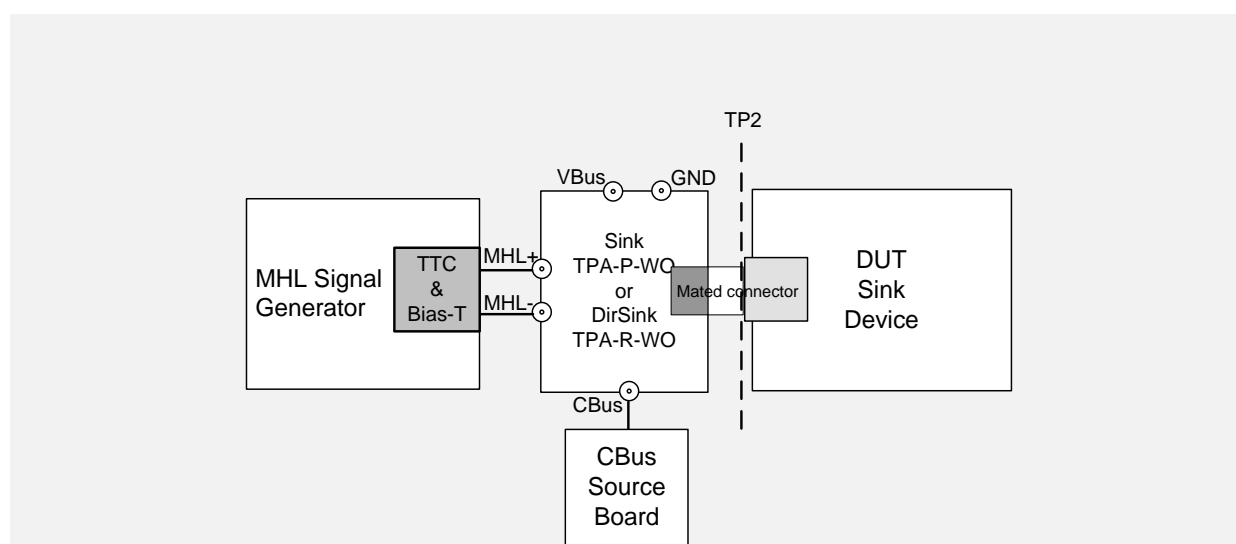 TP2
VBus
GND
MHL Signal
Generator
TTC
&
Bias-T
MHL+
MHL-
Sink
TPA-P-WO
or
DirSink
TPA-R-WO
Mated connector
DUT
Sink
Device
CBus
CBus
Source
Board